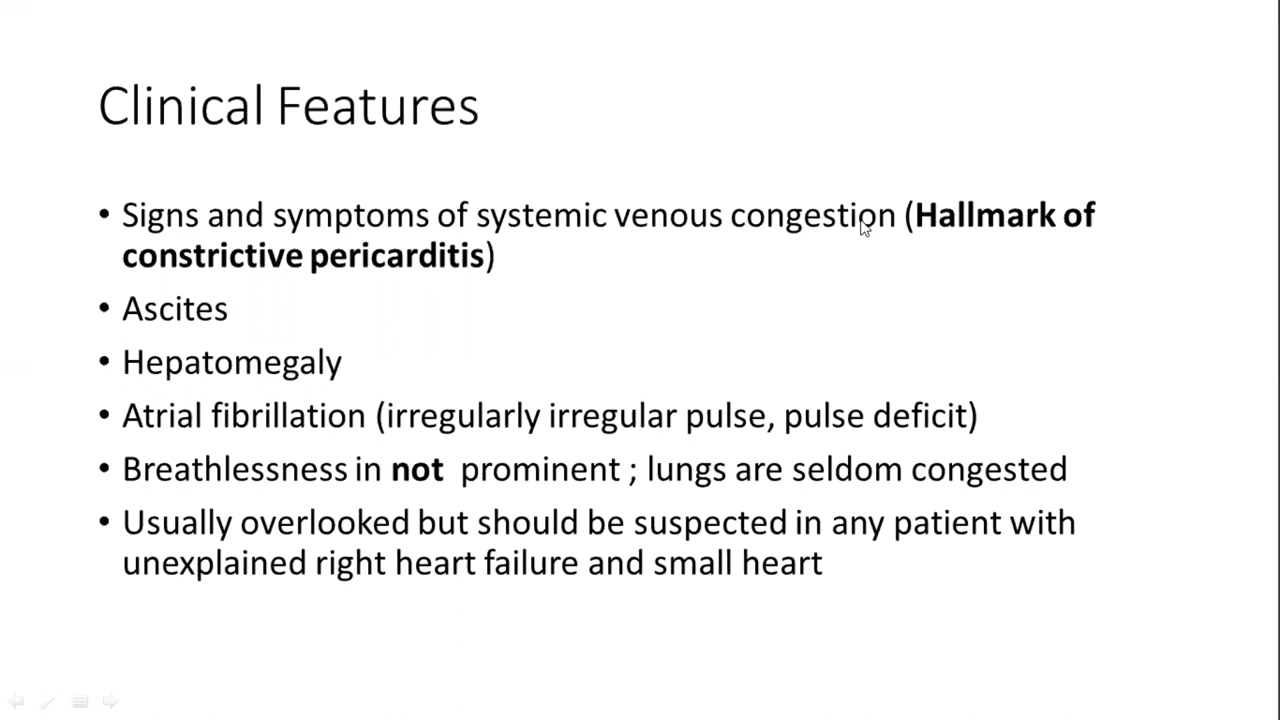 Clinical Features
• Signs and symptoms of systemic venous congestion (Hallmark of
constrictive pericarditis)
• Ascites
• Hepatomegaly
• Atrial fibrillation (irregularly irregular pulse, pulse deficit)
• Breathlessness in not prominent ; lungs are seldom congested
• Usually overlooked but should be suspected in any patient with
unexplained right heart failure and small heart